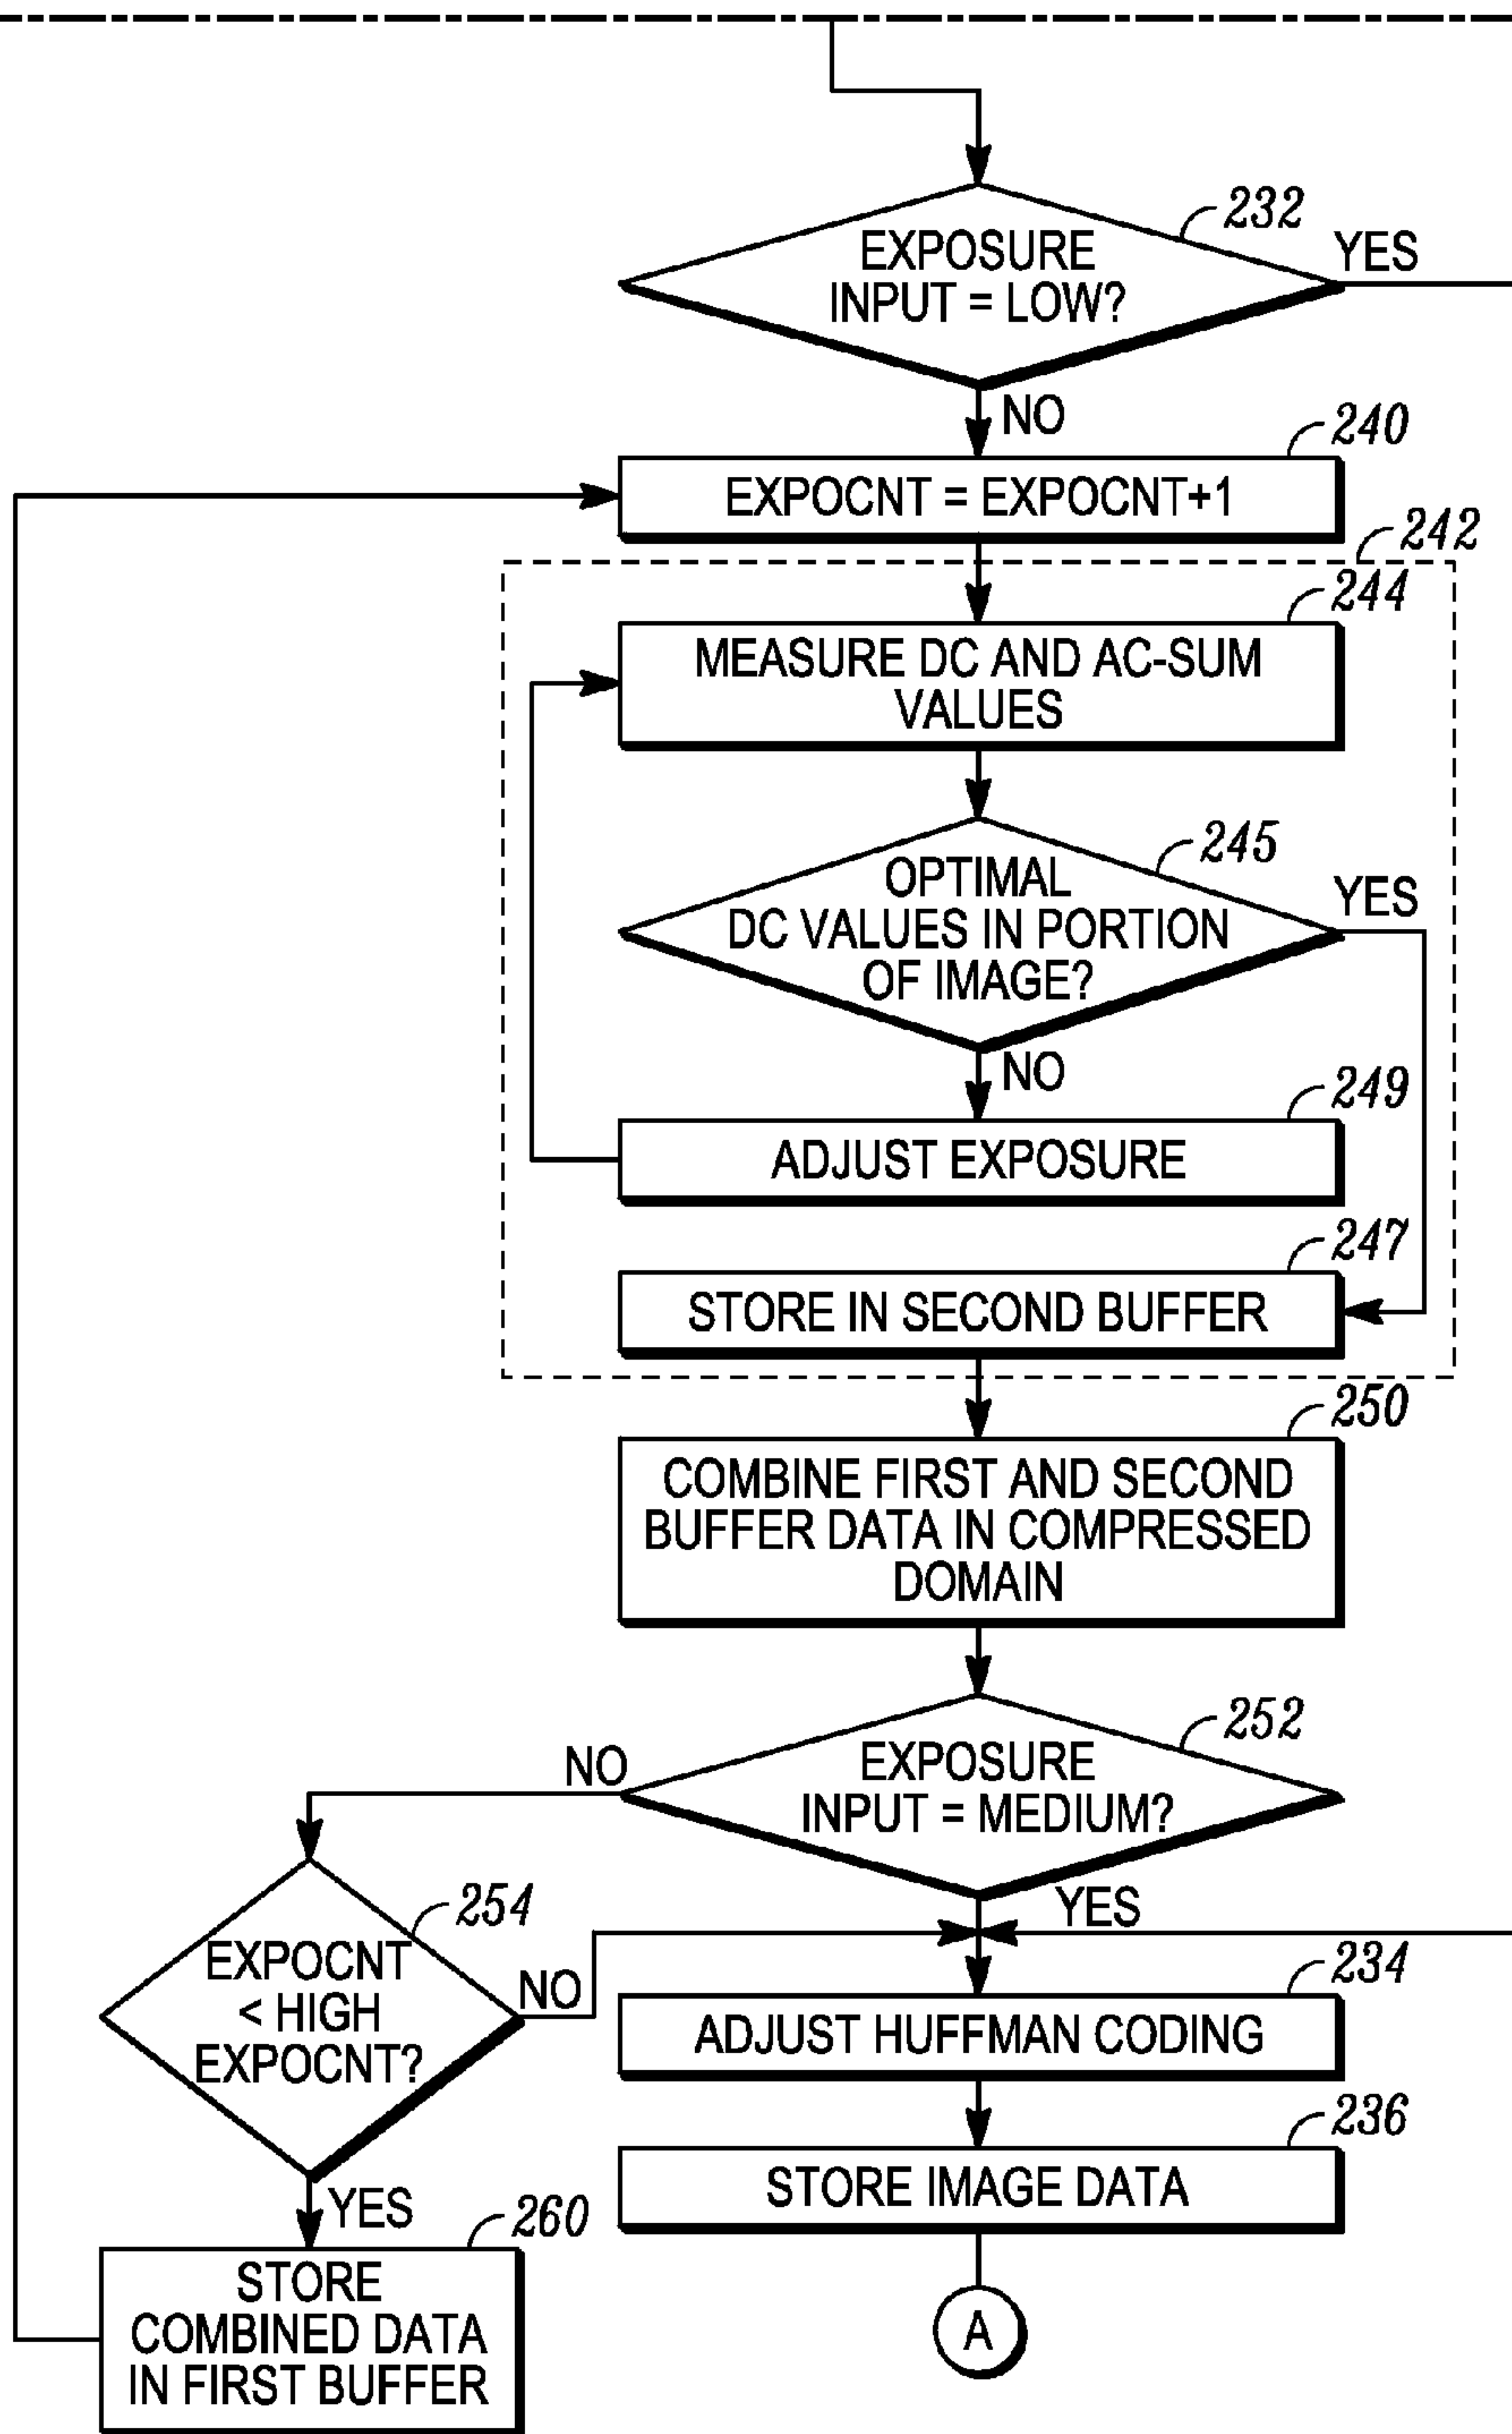 232
EXPOSURE
INPUT = LOW?
YES
NO
240
EXPOCNT = EXPOCNT+1
242
244
MEASURE DC AND AC-SUM
VALUES
245
OPTIMAL
DC VALUES IN PORTION
OF IMAGE?
YES
NO
249
ADJUST EXPOSURE
247
STORE IN SECOND BUFFER
250
COMBINE FIRST AND SECOND
BUFFER DATA IN COMPRESSED
DOMAIN
252
EXPOSURE
INPUT = MEDIUM?
NO
YES
254
EXPOCNT
< HIGH
EXPOCNT?
NO
YES
234
ADJUST HUFFMAN CODING
236
STORE IMAGE DATA
260
STORE
COMBINED DATA
IN FIRST BUFFER
A